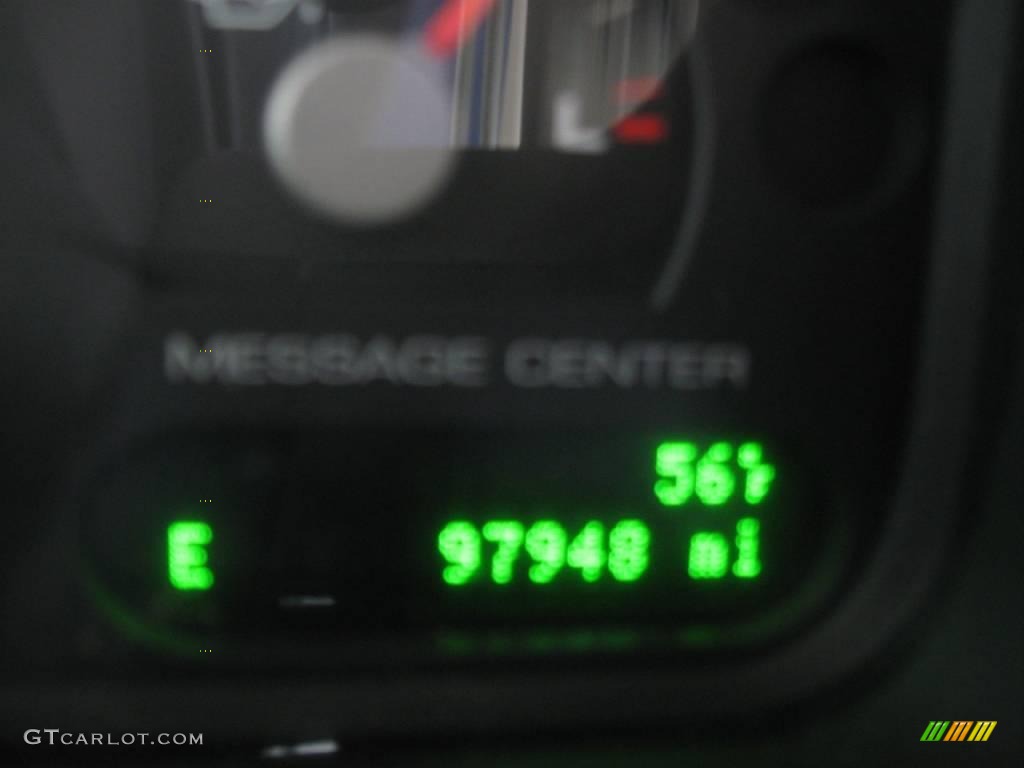 L
MESSAGE CENTER
56°F
E 97948 mi
GTCARLOT.COM